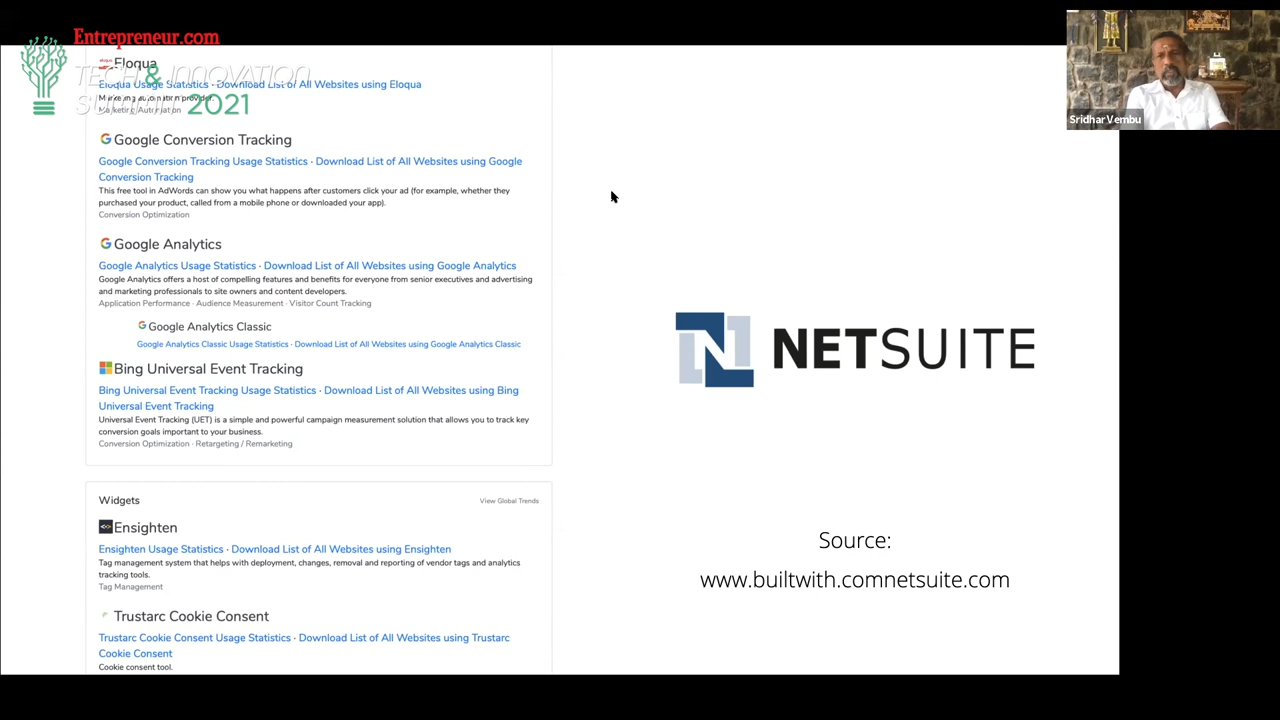 Entrepreneur.com
TECH & INNOVATION
SUMMIT 2021
Eloqua
Eloqua Usage Statistics · Download List of All Websites using Eloqua
Marketing automation provider.
Marketing Automation
Google Conversion Tracking
Google Conversion Tracking Usage Statistics · Download List of All Websites using Google
Conversion Tracking
This free tool in AdWords can show you what happens after customers click your ad (for example, whether they
purchased your product, called from a mobile phone or downloaded your app).
Conversion Optimization
Google Analytics
Google Analytics Usage Statistics · Download List of All Websites using Google Analytics
Google Analytics offers a host of compelling features and benefits for everyone from senior executives and advertising
and marketing professionals to site owners and content developers.
Application Performance · Audience Measurement · Visitor Count Tracking
Google Analytics Classic
Google Analytics Classic Usage Statistics · Download List of All Websites using Google Analytics Classic
Bing Universal Event Tracking
Bing Universal Event Tracking Usage Statistics · Download List of All Websites using Bing
Universal Event Tracking
Universal Event Tracking (UET) is a simple and powerful campaign measurement solution that allows you to track key
conversion goals important to your business.
Conversion Optimization · Retargeting / Remarketing
Widgets
View Global Trends
Ensighten
Ensighten Usage Statistics · Download List of All Websites using Ensighten
Tag management system that helps with deployment, changes, removal and reporting of vendor tags and analytics
tracking tools.
Tag Management
Trustarc Cookie Consent
Trustarc Cookie Consent Usage Statistics · Download List of All Websites using Trustarc
Cookie Consent
Cookie consent tool.
N NETSUITE
Source:
www.builtwith.comnetsuite.com
Sridhar Vembu